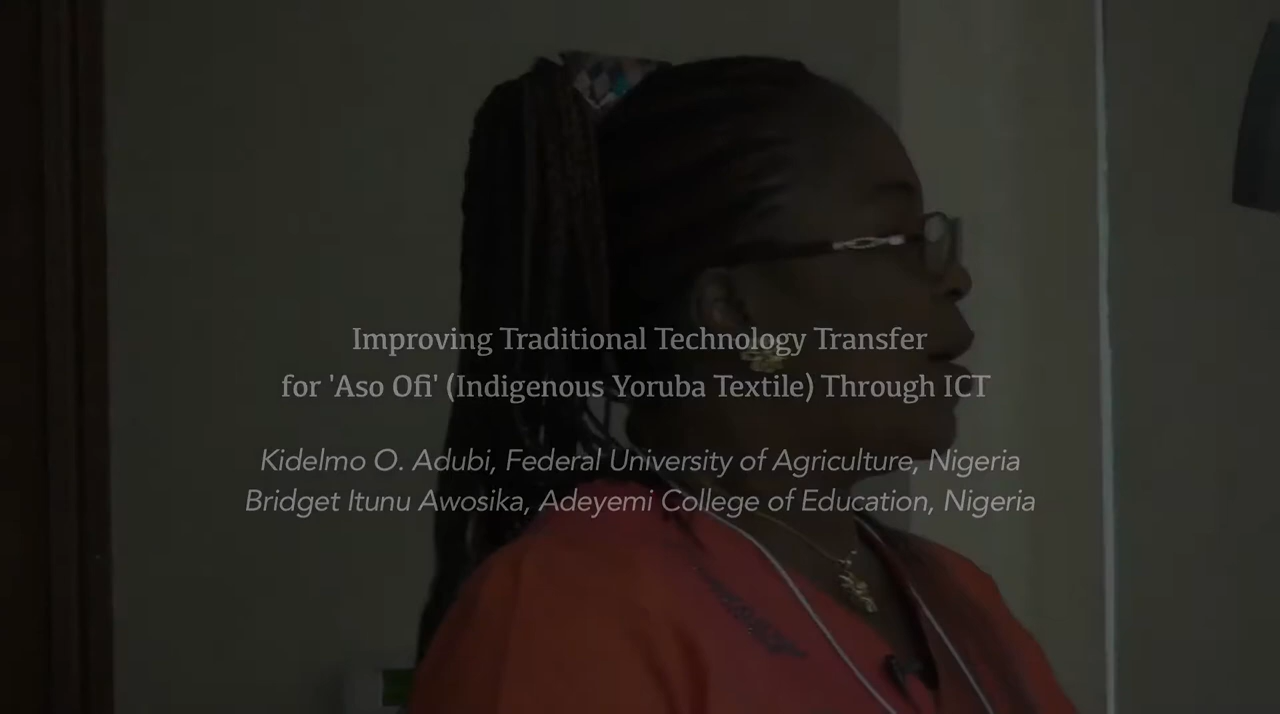 Improving Traditional Technology Transfer
for 'Aso Ofi' (Indigenous Yoruba Textile) Through ICT
Kidelmo O. Adubi, Federal University of Agriculture, Nigeria
Bridget Itunu Awosika, Adeyemi College of Education, Nigeria